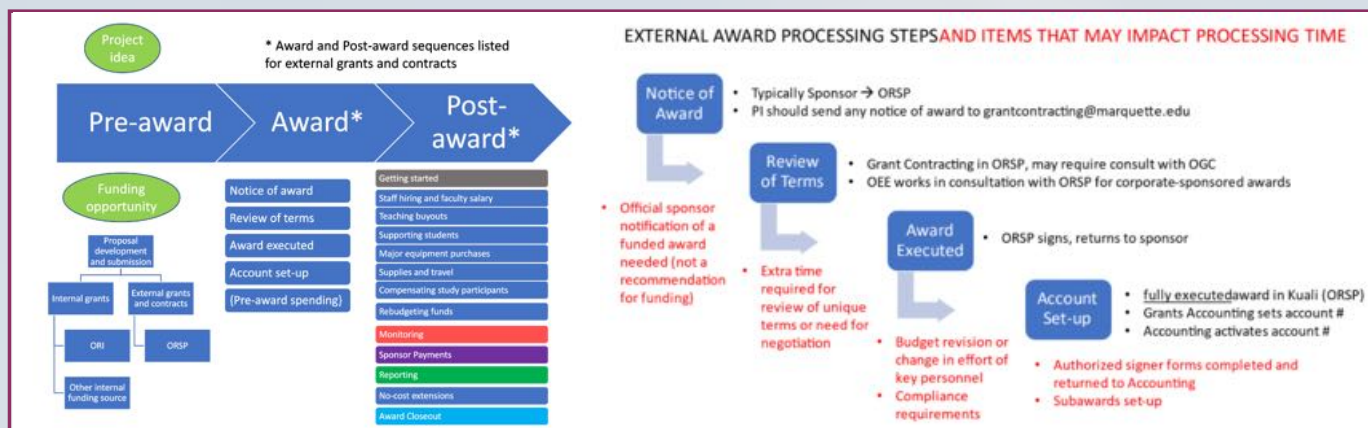 Project
idea
* Award and Post-award sequences listed
for external grants and contracts
Pre-award
Award*
Post-
award*
Funding
opportunity
Proposal
development
and submission
Internal grants
External grants
and contracts
ORI
ORSP
Other internal
funding source
Notice of award
Review of terms
Award executed
Account set-up
(Pre-award spending)
Getting started
Staff hiring and faculty salary
Teaching buyouts
Supporting students
Major equipment purchases
Supplies and travel
Compensating study participants
Rebudgeting funds
Monitoring
Sponsor Payments
Reporting
No-cost extensions
Award Closeout
EXTERNAL AWARD PROCESSING STEPSAND ITEMS THAT MAY IMPACT PROCESSING TIME
Notice of
Award
• Typically Sponsor → ORSP
• PI should send any notice of award to grantcontracting@marquette.edu
• Official sponsor
notification of a
funded award
needed (not a
recommendation
for funding)
Review
of Terms
• Grant Contracting in ORSP, may require consult with OGC
• OEE works in consultation with ORSP for corporate-sponsored awards
• Extra time
required for
review of unique
terms or need for
negotiation
Award
Executed
• ORSP signs, returns to sponsor
• Budget revision or
change in effort of
key personnel
• Compliance
requirements
Account
Set-up
• fully executedaward in Kuali (ORSP)
• Grants Accounting sets account #
• Accounting activates account #
• Authorized signer forms completed and
returned to Accounting
• Subawards set-up